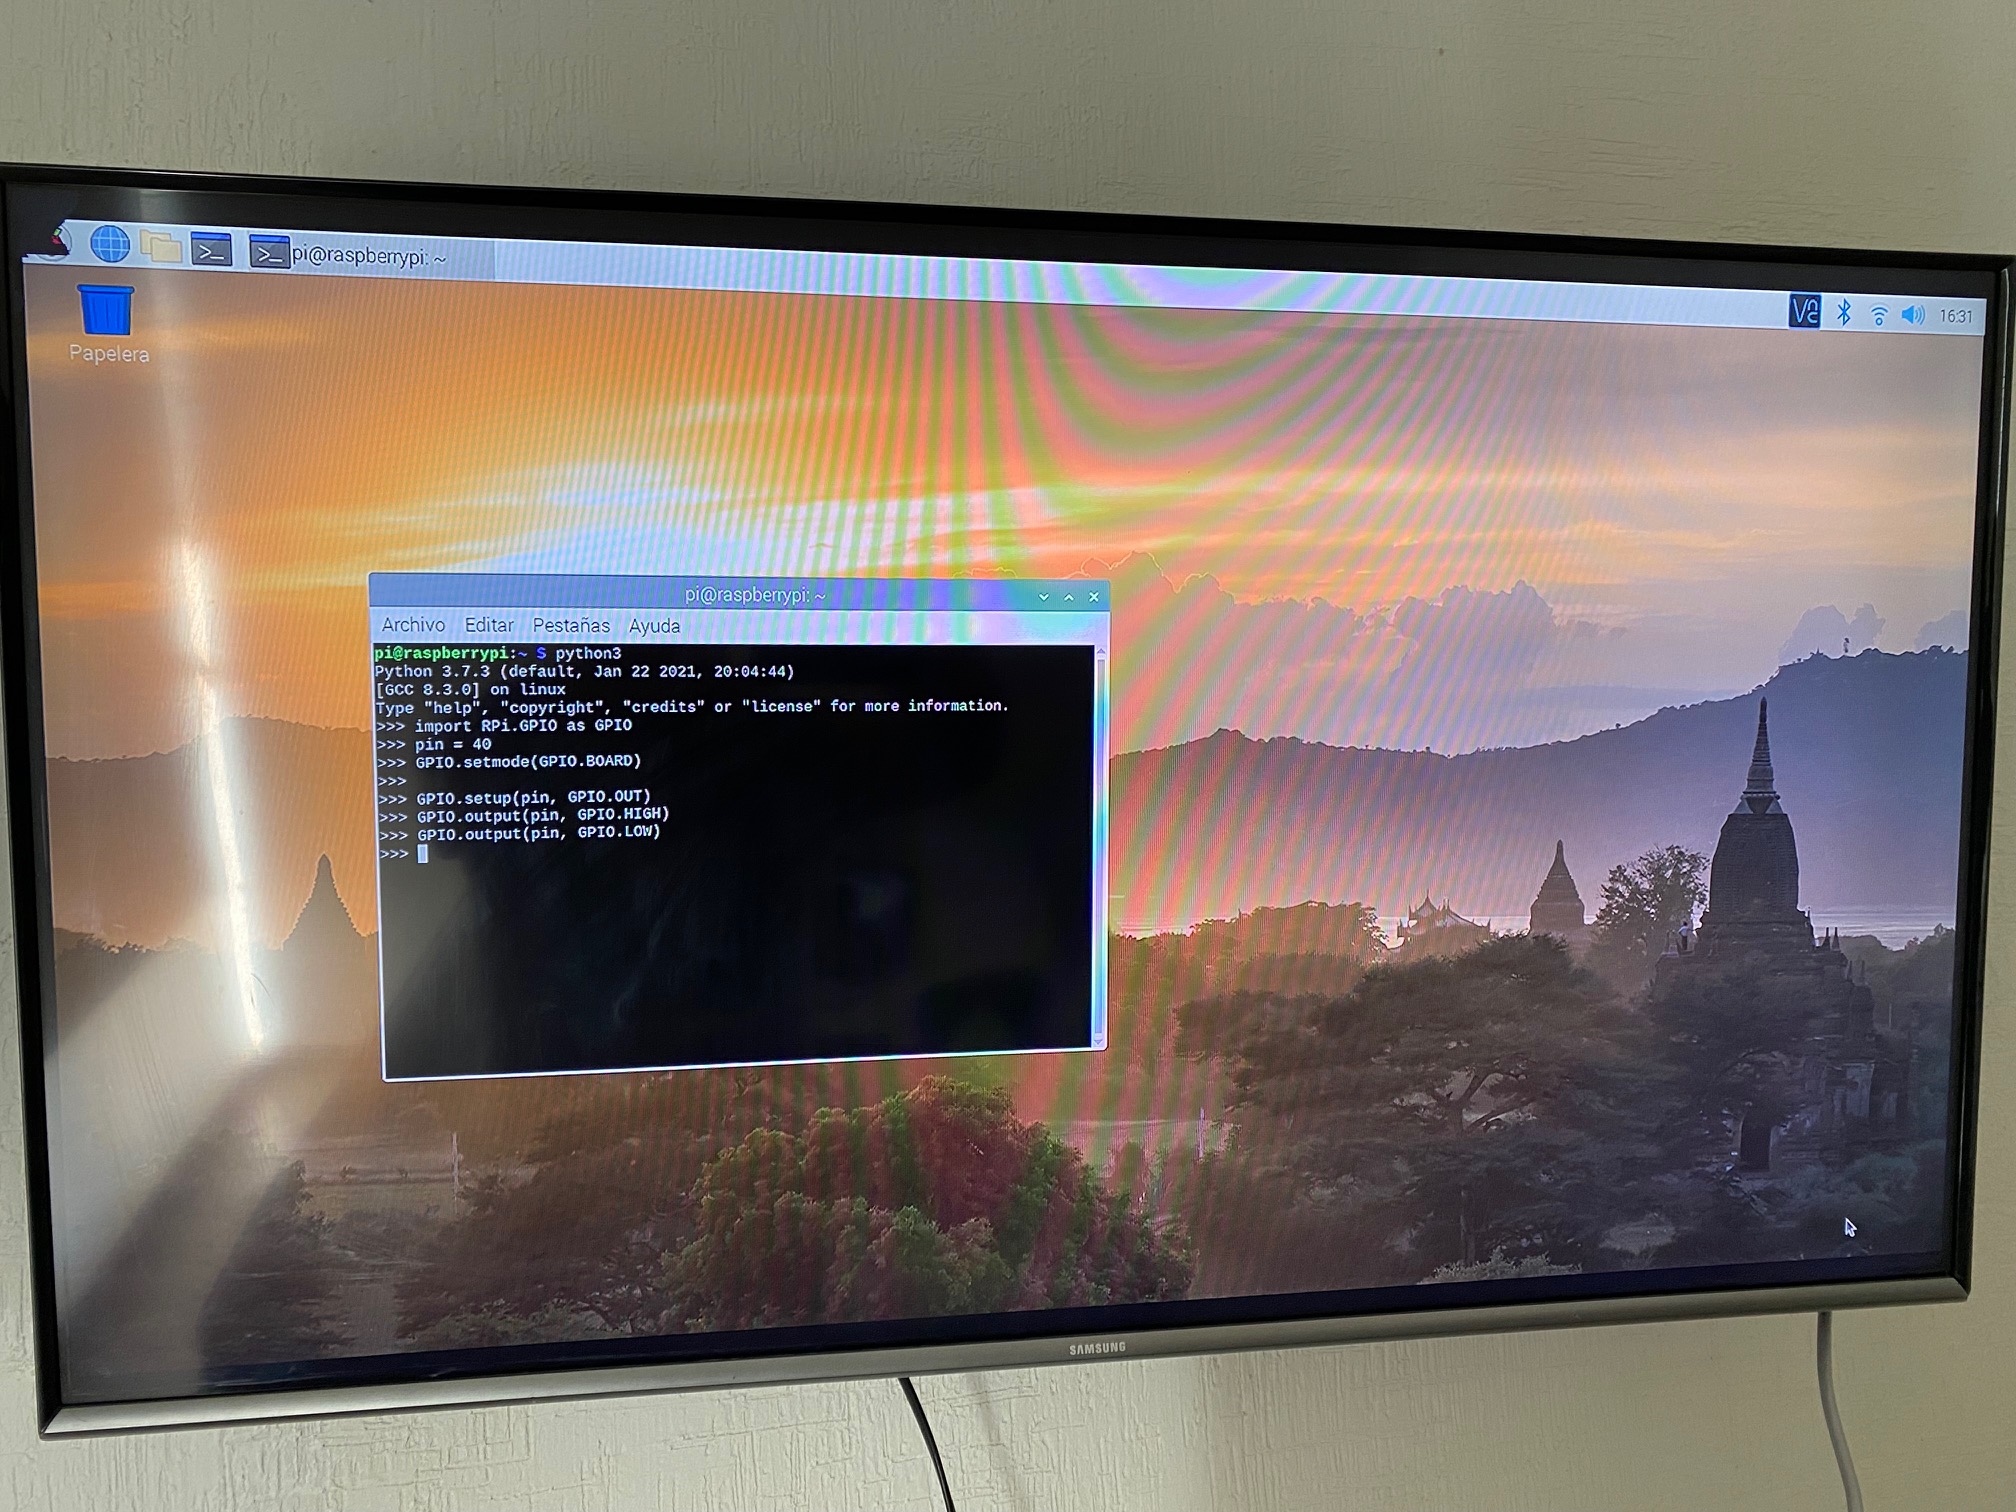 pi@raspberrypi: ~
VNC
16:31
Papelera
pi@raspberrypi: ~
Archivo Editar Pestañas Ayuda
pi@raspberrypi:~ $ python3
Python 3.7.3 (default, Jan 22 2021, 20:04:44)
[GCC 8.3.0] on linux
Type "help", "copyright", "credits" or "license" for more information.
>>> import RPi.GPIO as GPIO
>>> pin = 40
>>> GPIO.setmode(GPIO.BOARD)
>>>
>>> GPIO.setup(pin, GPIO.OUT)
>>> GPIO.output(pin, GPIO.HIGH)
>>> GPIO.output(pin, GPIO.LOW)
>>>
SAMSUNG